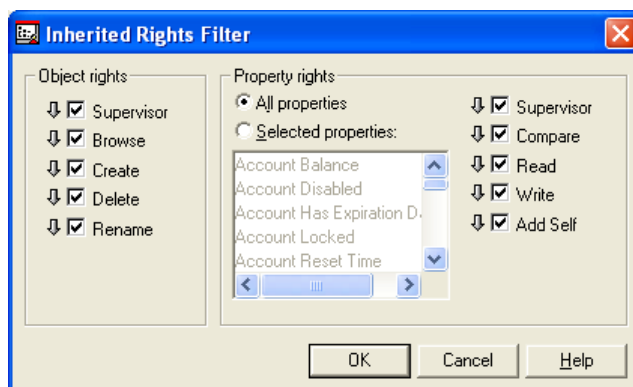 Inherited Rights Filter
Object rights
Supervisor
Browse
Create
Delete
Rename
Property rights
All properties
Selected properties:
Account Balance
Account Disabled
Account Has Expiration D
Account Locked
Account Reset Time
Supervisor
Compare
Read
Write
Add Self
OK
Cancel
Help